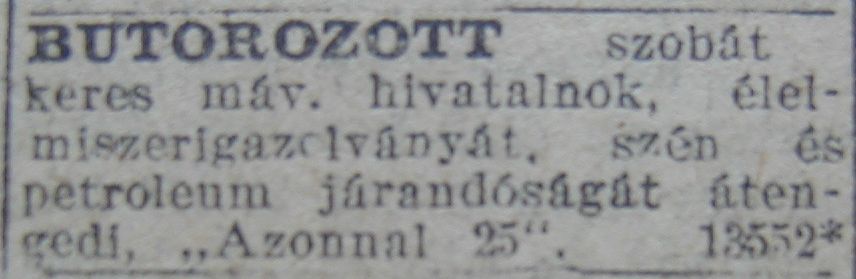 BUTOROZOTT szobát
keres máv. hivatalnok, élel-
miszerigazolványát, szén és
petroleum járandóságát áten-
gedi, „Azonnal 25“. 13552*